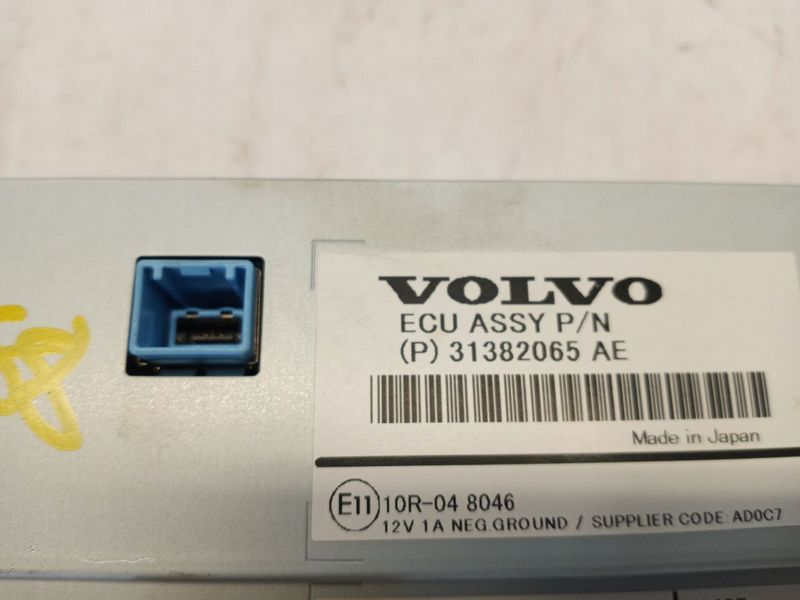 VOLVO
ECU ASSY P/N
(P) 31382065 AE
Made in Japan
E11 10R-04 8046
12V 1A NEG.GROUND / SUPPLIER CODE:AD0C7